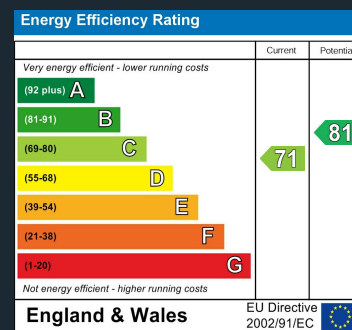 Energy Efficiency Rating
Current Potentia
Very energy efficient - lower running costs
(92 plus) A
(81-91) B
(69-80) C
(55-68) D
(39-54) E
(21-38) F
(1-20) G
71
81
Not energy efficient - higher running costs
England & Wales
EU Directive
2002/91/EC